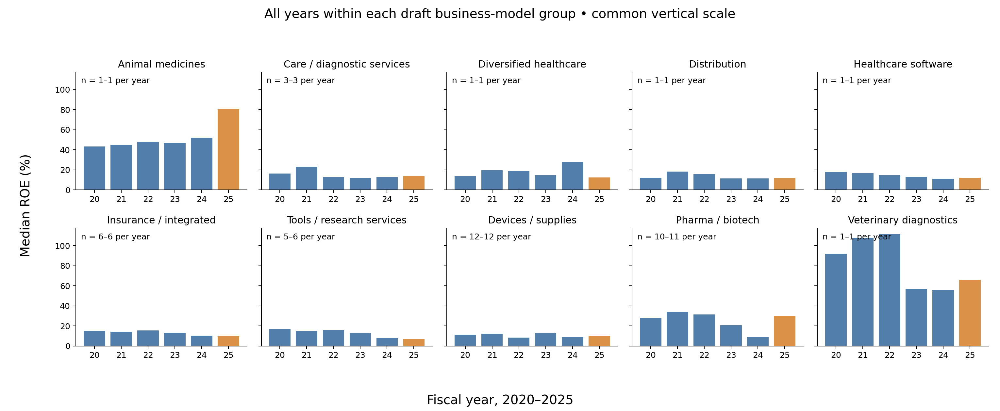 All years within each draft business-model group • common vertical scale
Median ROE (%)
Animal medicines
n = 1–1 per year
100
80
60
40
20
0
20 21 22 23 24 25
Care / diagnostic services
n = 3–3 per year
20 21 22 23 24 25
Diversified healthcare
n = 1–1 per year
20 21 22 23 24 25
Distribution
n = 1–1 per year
20 21 22 23 24 25
Healthcare software
n = 1–1 per year
20 21 22 23 24 25
Insurance / integrated
n = 6–6 per year
100
80
60
40
20
0
20 21 22 23 24 25
Tools / research services
n = 5–6 per year
20 21 22 23 24 25
Devices / supplies
n = 12–12 per year
20 21 22 23 24 25
Pharma / biotech
n = 10–11 per year
20 21 22 23 24 25
Veterinary diagnostics
n = 1–1 per year
20 21 22 23 24 25
Fiscal year, 2020–2025